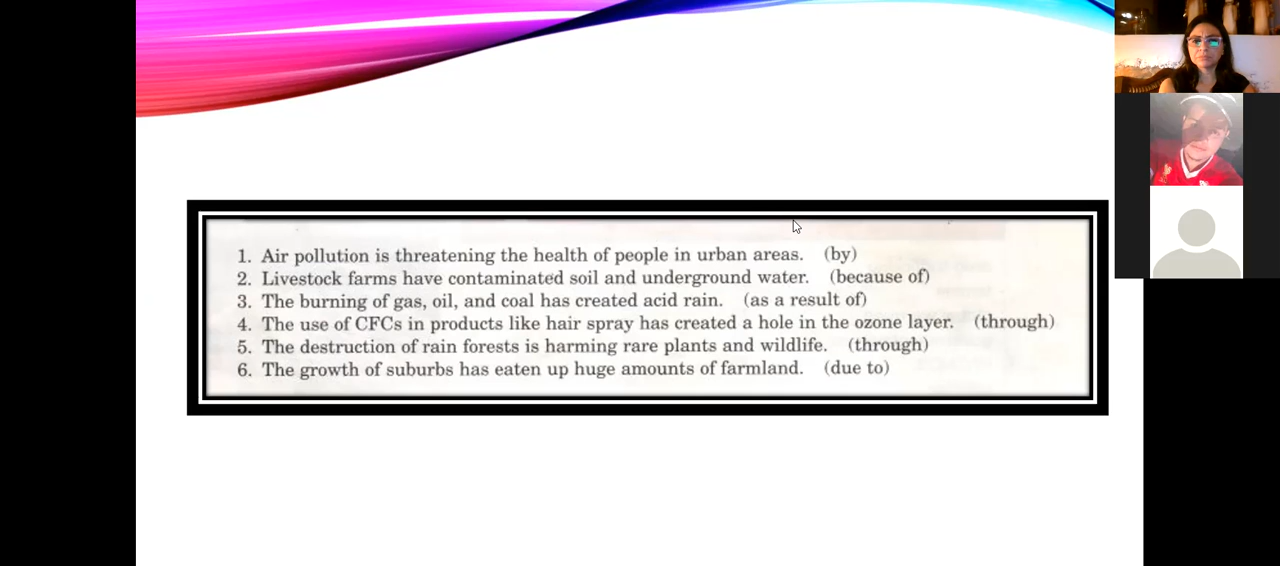 1. Air pollution is threatening the health of people in urban areas. (by)
2. Livestock farms have contaminated soil and underground water. (because of)
3. The burning of gas, oil, and coal has created acid rain. (as a result of)
4. The use of CFCs in products like hair spray has created a hole in the ozone layer. (through)
5. The destruction of rain forests is harming rare plants and wildlife. (through)
6. The growth of suburbs has eaten up huge amounts of farmland. (due to)